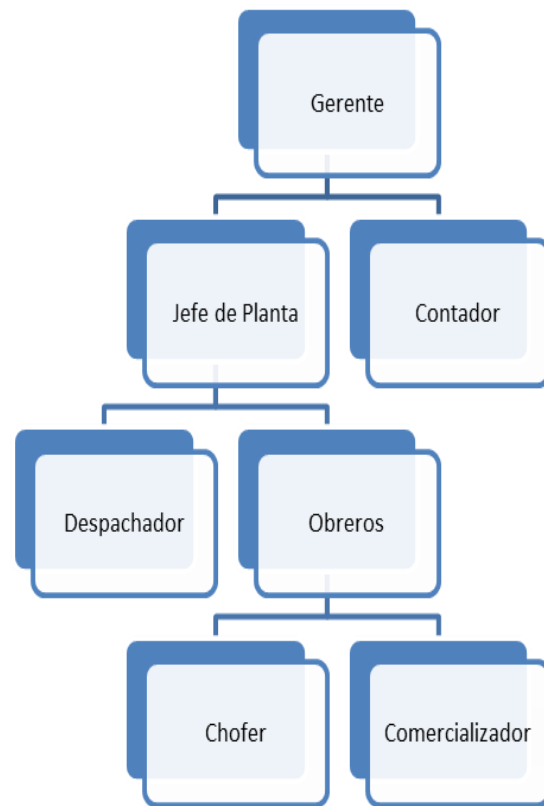 Gerente
Jefe de Planta
Contador
Despachador
Obreros
Chofer
Comercializador